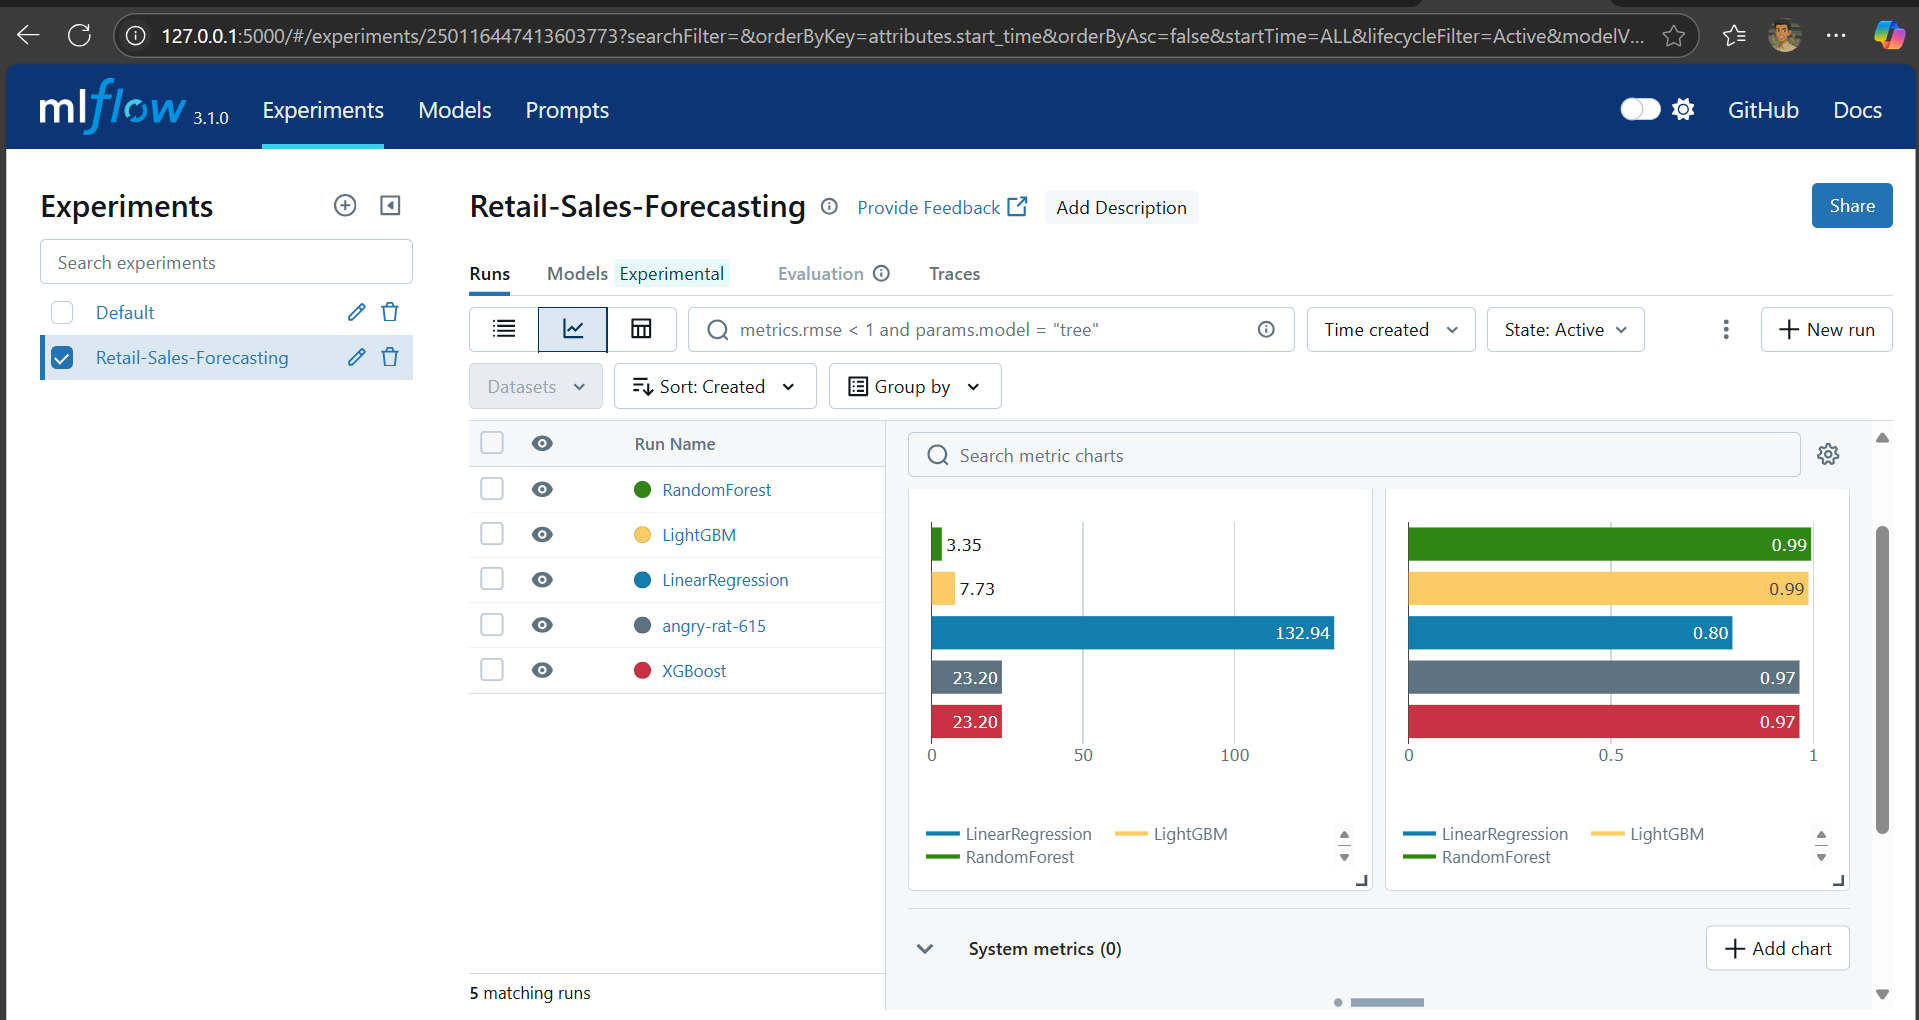 127.0.0.1:5000/#/experiments/250116447413603773?searchFilter=&orderByKey=attributes.start_time&orderByAsc=false&startTime=ALL&lifecycleFilter=Active&modelV...
mlflow 3.1.0 Experiments Models Prompts GitHub Docs
Experiments
Search experiments
Default
Retail-Sales-Forecasting
Retail-Sales-Forecasting Provide Feedback Add Description Share
Runs Models Experimental Evaluation Traces
metrics.rmse < 1 and params.model = "tree" Time created State: Active New run
Datasets Sort: Created Group by
Run Name
RandomForest
LightGBM
LinearRegression
angry-rat-615
XGBoost
5 matching runs
Search metric charts
3.35
7.73
132.94
23.20
23.20
0 50 100
LinearRegression LightGBM
RandomForest
0.99
0.99
0.80
0.97
0.97
0 0.5 1
LinearRegression LightGBM
RandomForest
System metrics (0) Add chart